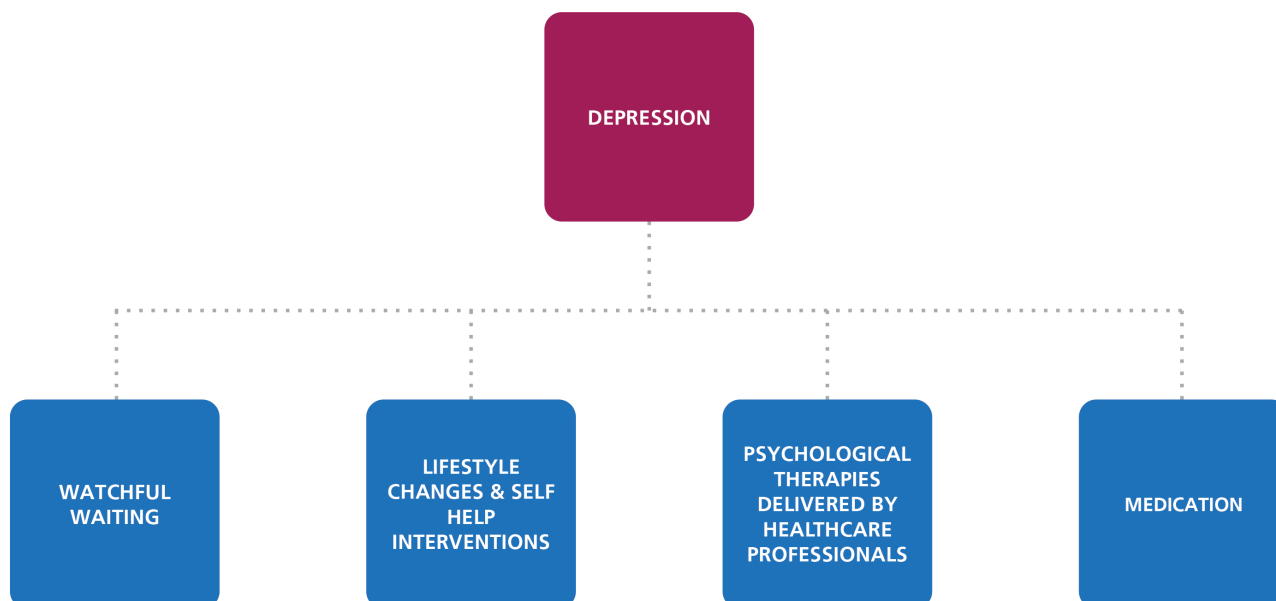 DEPRESSION
WATCHFUL
WAITING
LIFESTYLE
CHANGES & SELF
HELP
INTERVENTIONS
PSYCHOLOGICAL
THERAPIES
DELIVERED BY
HEALTHCARE
PROFESSIONALS
MEDICATION